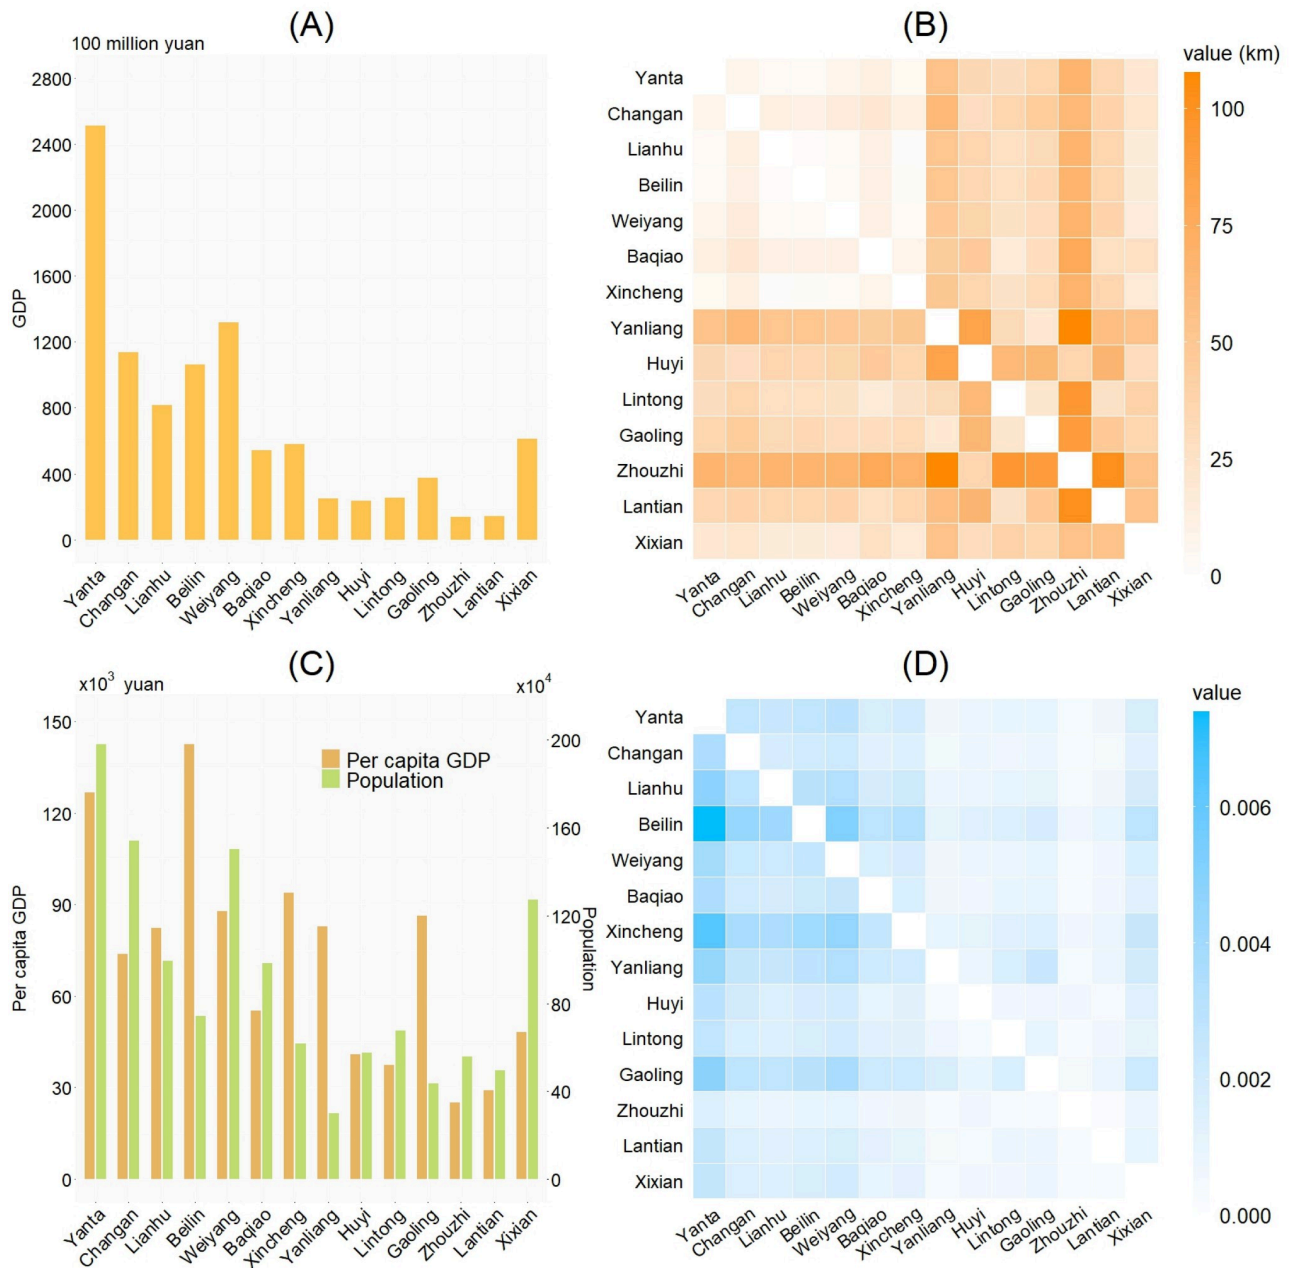 (A)
100 million yuan
2800
2400
2000
1600
1200
800
400
0
GDP
Yanta
Changan
Lianhu
Beilin
Weiyang
Baqiao
Xincheng
Yanliang
Huyi
Lintong
Gaoling
Zhouzhi
Lantian
Xixian
(B)
value (km)
100
75
50
25
0
Yanta
Changan
Lianhu
Beilin
Weiyang
Baqiao
Xincheng
Yanliang
Huyi
Lintong
Gaoling
Zhouzhi
Lantian
Xixian
Yanta
Changan
Lianhu
Beilin
Weiyang
Baqiao
Xincheng
Yanliang
Huyi
Lintong
Gaoling
Zhouzhi
Lantian
Xixian
(C)
x10³ yuan
x10⁴
150
120
90
60
30
0
Per capita GDP
Per capita GDP
Population
200
160
120
80
40
0
Population
Yanta
Changan
Lianhu
Beilin
Weiyang
Baqiao
Xincheng
Yanliang
Huyi
Lintong
Gaoling
Zhouzhi
Lantian
Xixian
(D)
value
0.006
0.004
0.002
0.000
Yanta
Changan
Lianhu
Beilin
Weiyang
Baqiao
Xincheng
Yanliang
Huyi
Lintong
Gaoling
Zhouzhi
Lantian
Xixian
Yanta
Changan
Lianhu
Beilin
Weiyang
Baqiao
Xincheng
Yanliang
Huyi
Lintong
Gaoling
Zhouzhi
Lantian
Xixian